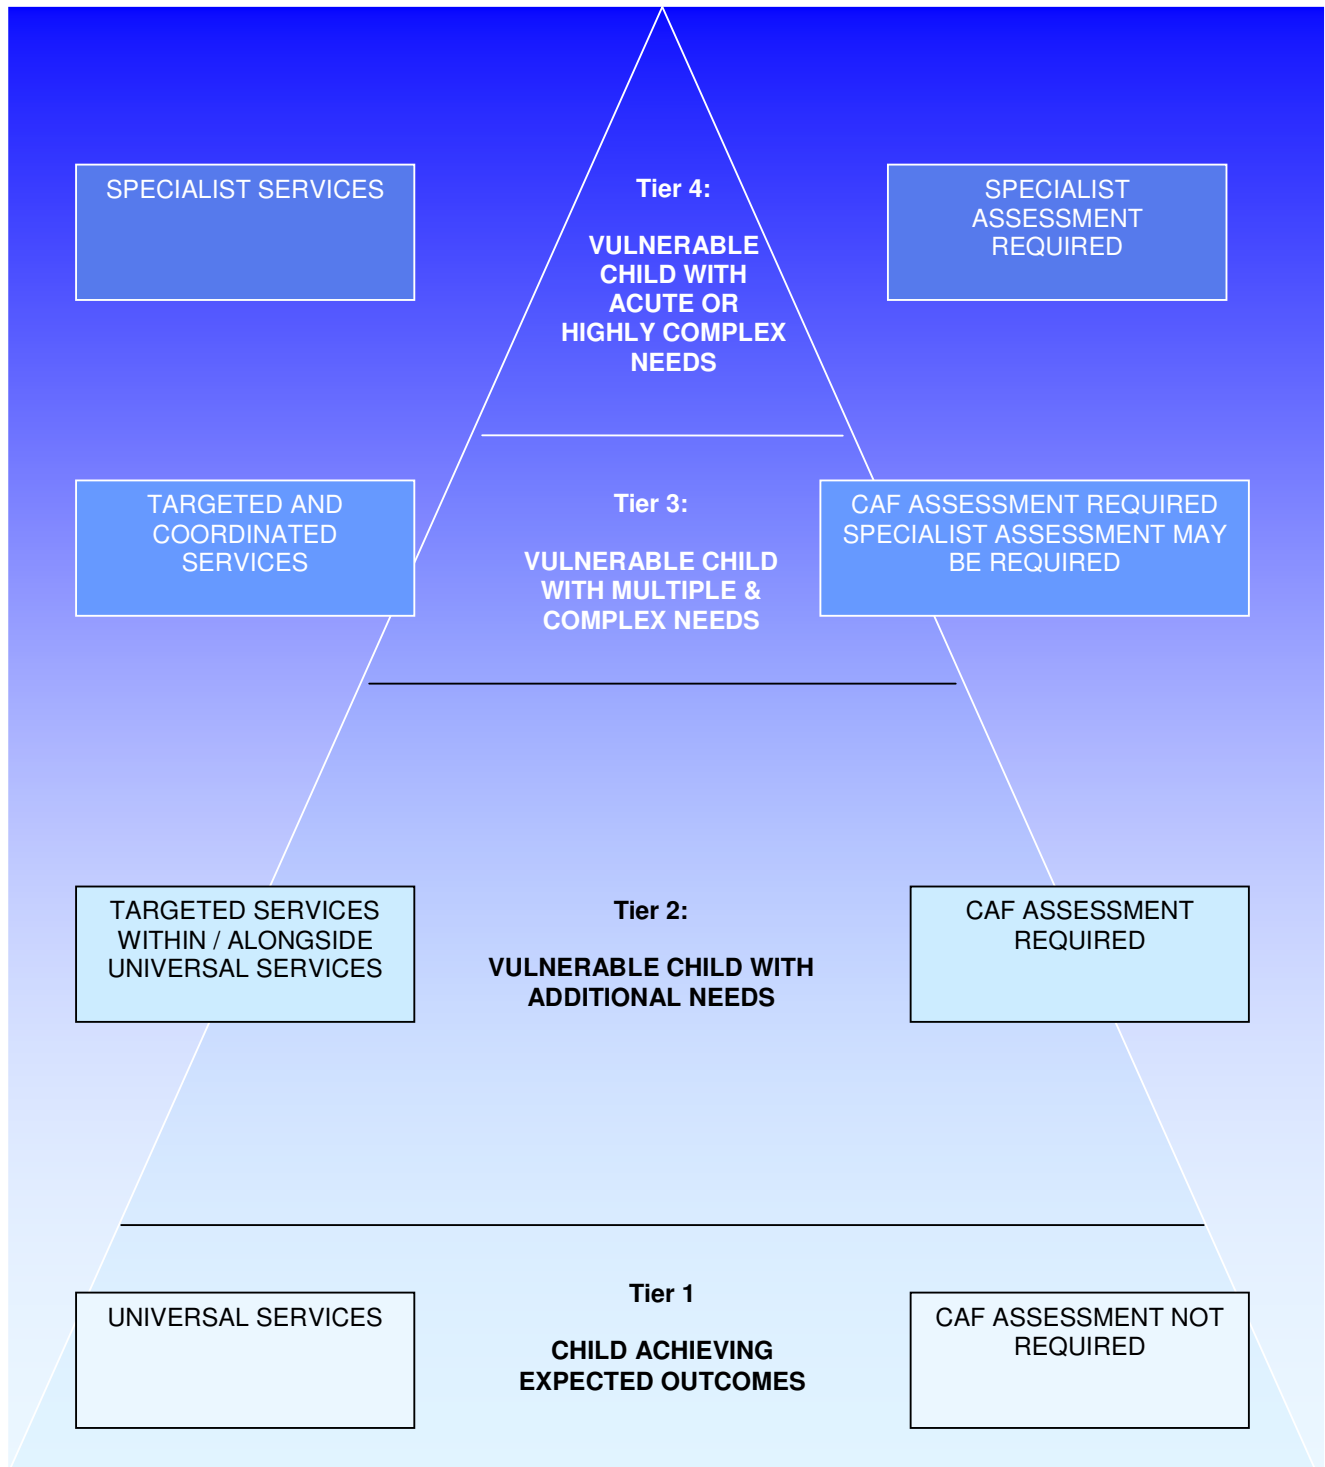 SPECIALIST SERVICES
Tier 4:
VULNERABLE
CHILD WITH
ACUTE OR
HIGHLY COMPLEX
NEEDS
SPECIALIST
ASSESSMENT
REQUIRED
TARGETED AND
COORDINATED
SERVICES
Tier 3:
VULNERABLE CHILD
WITH MULTIPLE &
COMPLEX NEEDS
CAF ASSESSMENT REQUIRED
SPECIALIST ASSESSMENT MAY
BE REQUIRED
TARGETED SERVICES
WITHIN / ALONGSIDE
UNIVERSAL SERVICES
Tier 2:
VULNERABLE CHILD WITH
ADDITIONAL NEEDS
CAF ASSESSMENT
REQUIRED
UNIVERSAL SERVICES
Tier 1
CHILD ACHIEVING
EXPECTED OUTCOMES
CAF ASSESSMENT NOT
REQUIRED